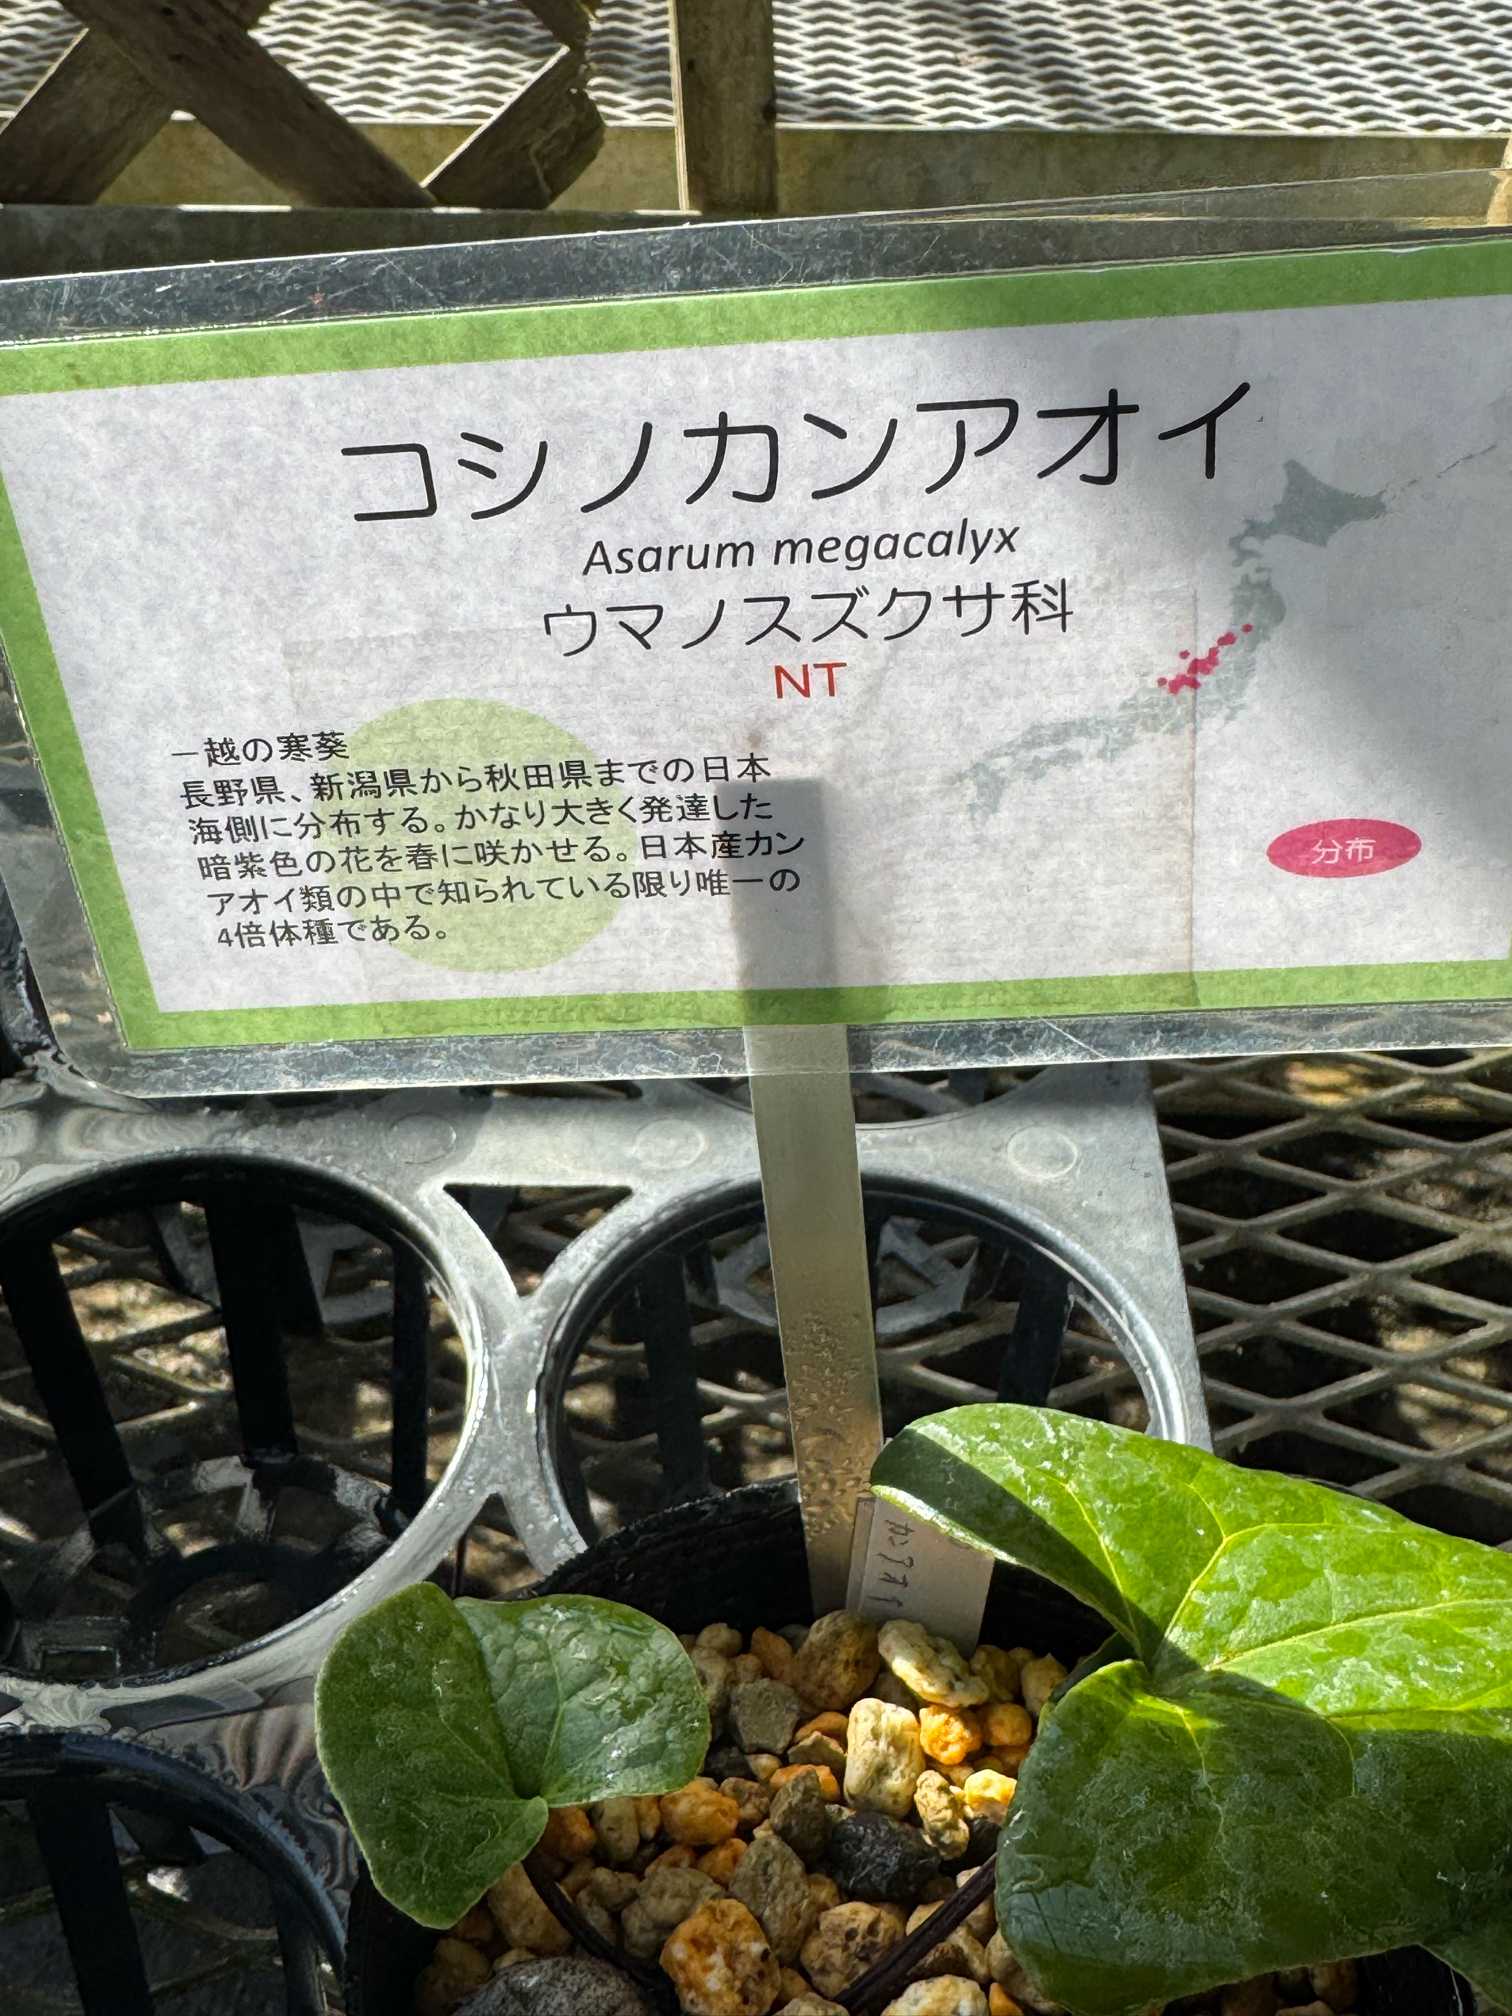 コシノカンアオイ
Asarum megacalyx
ウマノスズクサ科
NT
―越の寒葵
長野県、新潟県から秋田県までの日本
海側に分布する。かなり大きく発達した
暗紫色の花を春に咲かせる。日本産カン
アオイ類の中で知られている限り唯一の
4倍体種である。
分布
カンアオイ